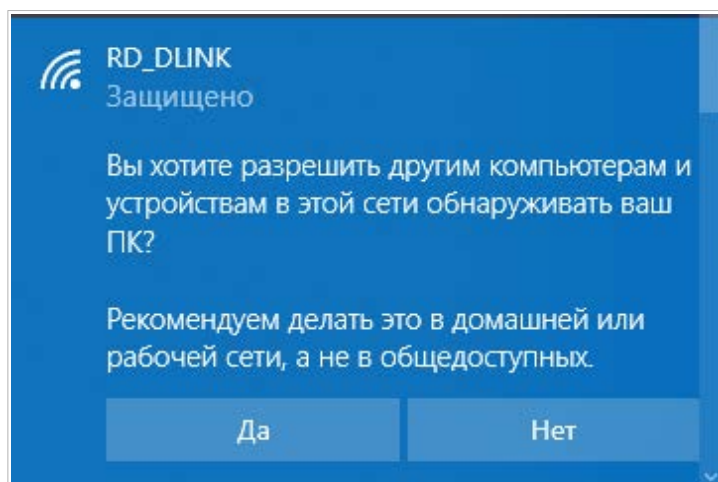 RD_DLINK
Защищено
Вы хотите разрешить другим компьютерам и
устройствам в этой сети обнаруживать ваш
ПК?
Рекомендуем делать это в домашней или
рабочей сети, а не в общедоступных.
Да
Нет